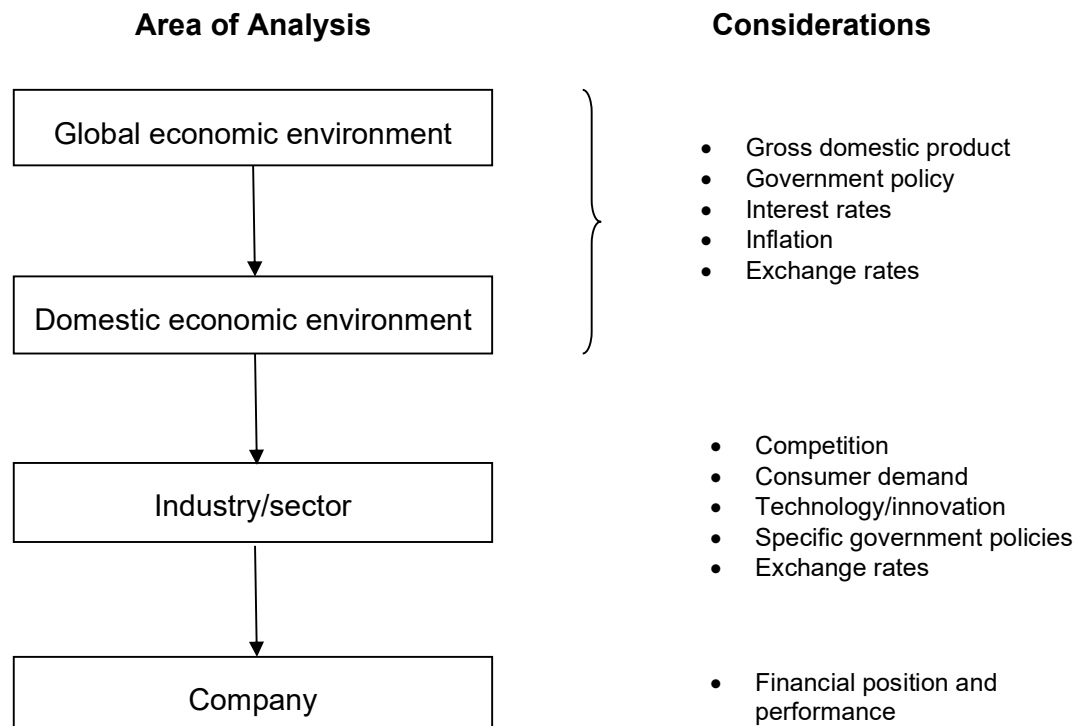 Area of Analysis
Considerations
Global economic environment
• Gross domestic product
• Government policy
• Interest rates
• Inflation
• Exchange rates
Domestic economic environment
Industry/sector
• Competition
• Consumer demand
• Technology/innovation
• Specific government policies
• Exchange rates
Company
• Financial position and
performance